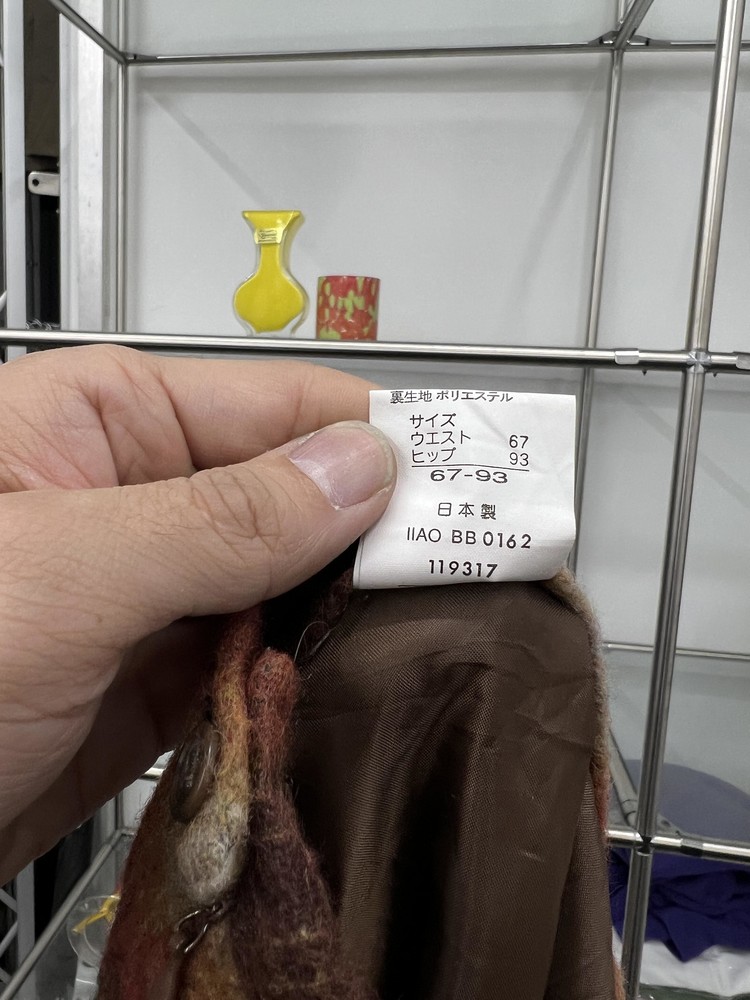 裏生地 ポリエステル
サイズ
ウエスト 67
ヒップ 93
67-93
日本製
IIAO BB 0162
119317